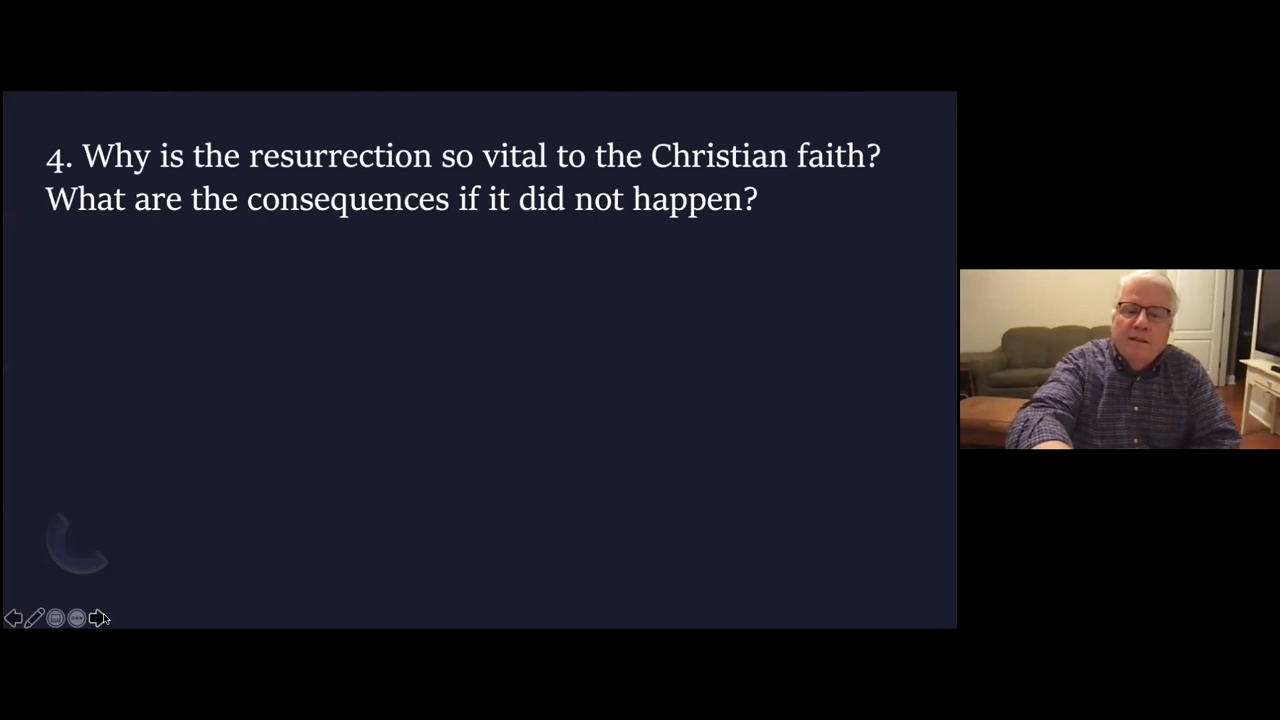 4. Why is the resurrection so vital to the Christian faith?
What are the consequences if it did not happen?